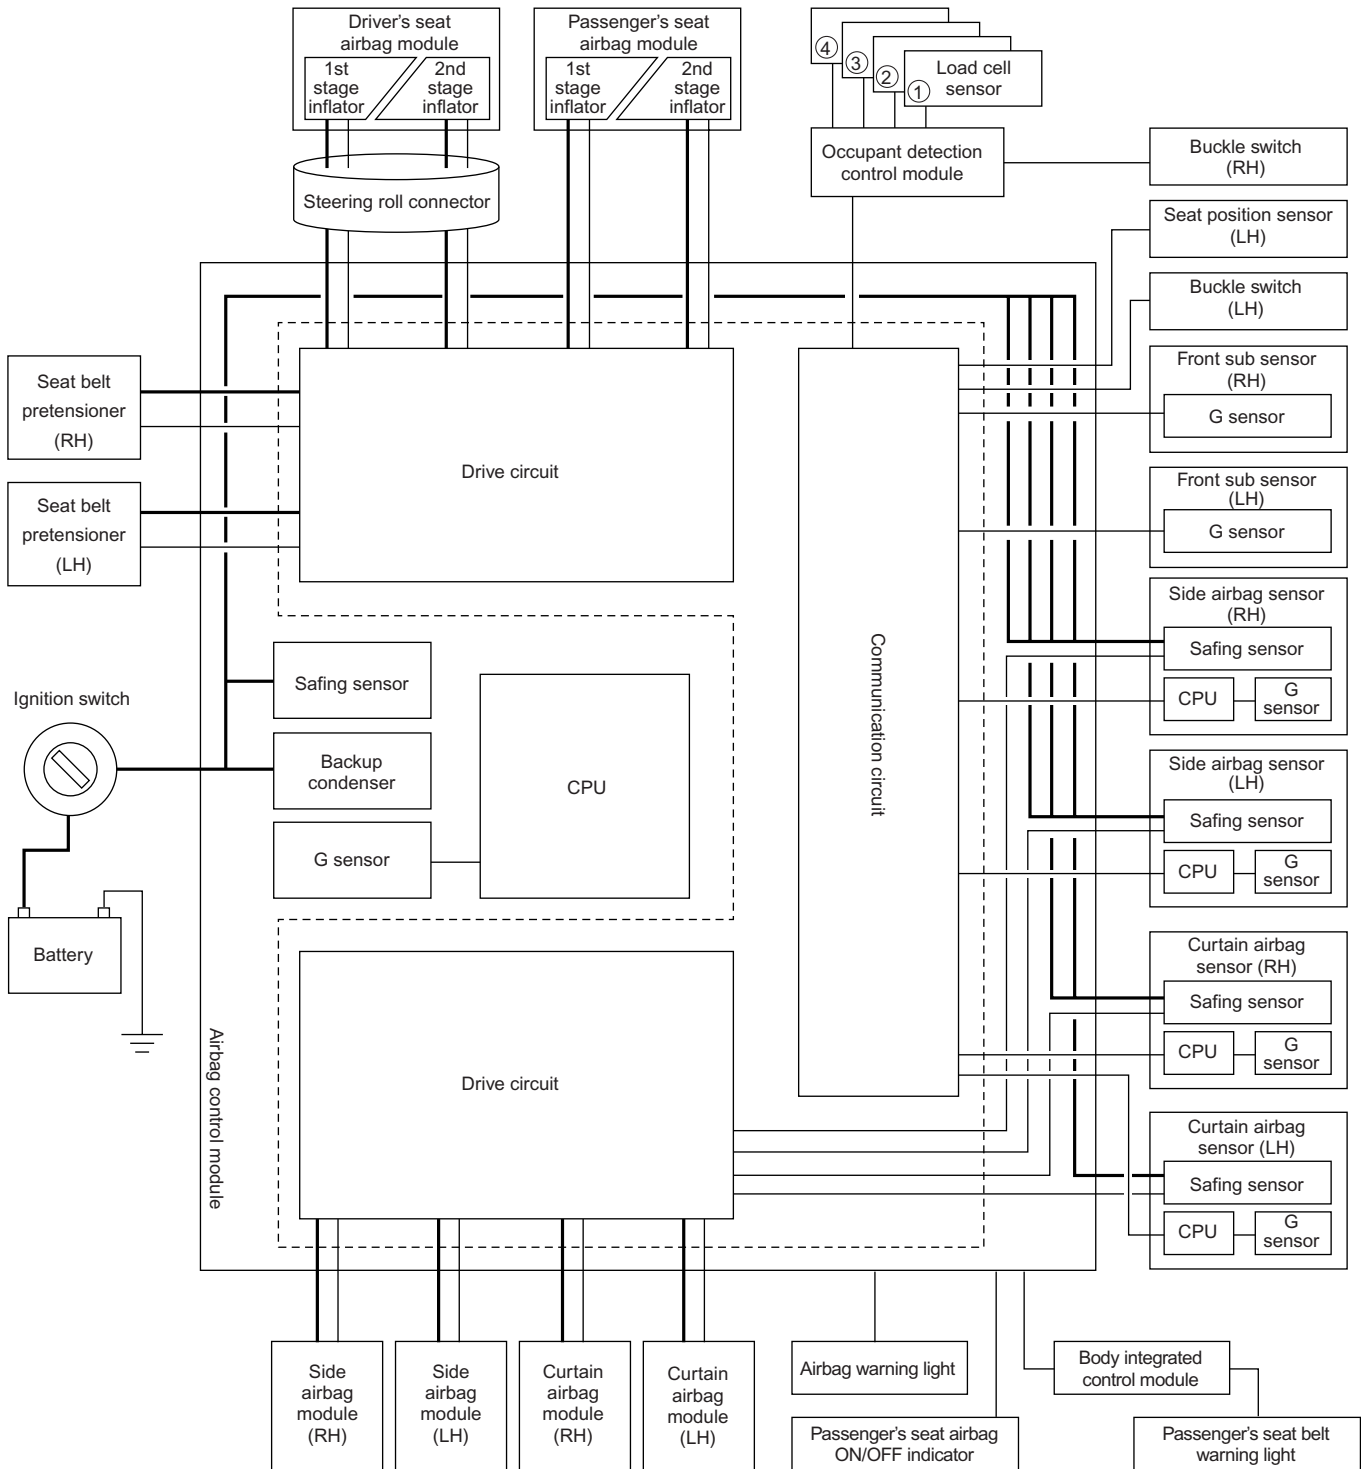 Driver's seat
airbag module
1st
stage
inflator
2nd
stage
inflator
Passenger's seat
airbag module
1st
stage
inflator
2nd
stage
inflator
④
③
②
①
Load cell
sensor
Steering roll connector
Occupant detection
control module
Buckle switch
(RH)
Seat position sensor
(LH)
Buckle switch
(LH)
Front sub sensor
(RH)
G sensor
Front sub sensor
(LH)
G sensor
Side airbag sensor
(RH)
Safing sensor
CPU
G
sensor
Side airbag sensor
(LH)
Safing sensor
CPU
G
sensor
Curtain airbag
sensor (RH)
Safing sensor
CPU
G
sensor
Curtain airbag
sensor (LH)
Safing sensor
CPU
G
sensor
Seat belt
pretensioner
(RH)
Seat belt
pretensioner
(LH)
Drive circuit
Communication circuit
Ignition switch
Safing sensor
Backup
condenser
G sensor
CPU
Battery
Airbag control module
Drive circuit
Side
airbag
module
(RH)
Side
airbag
module
(LH)
Curtain
airbag
module
(RH)
Curtain
airbag
module
(LH)
Airbag warning light
Body integrated
control module
Passenger's seat airbag
ON/OFF indicator
Passenger's seat belt
warning light